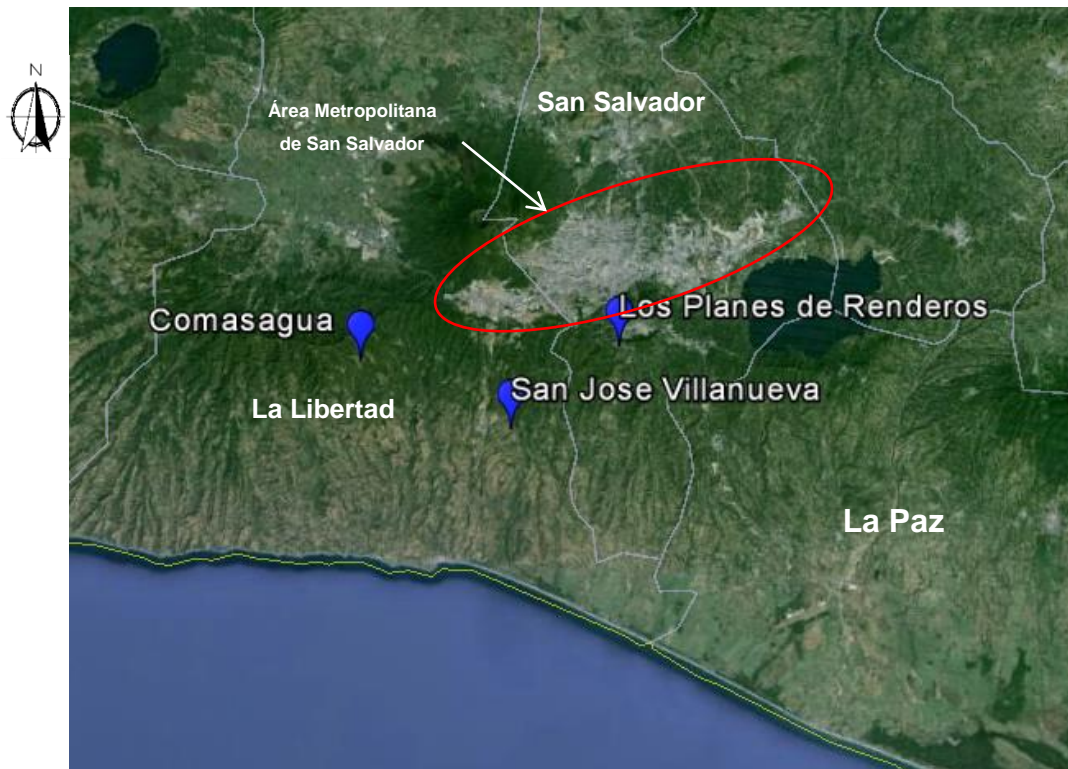 N
San Salvador
Área Metropolitana
de San Salvador
Los Planes de Renderos
Comasagua
San Jose Villanueva
La Libertad
La Paz